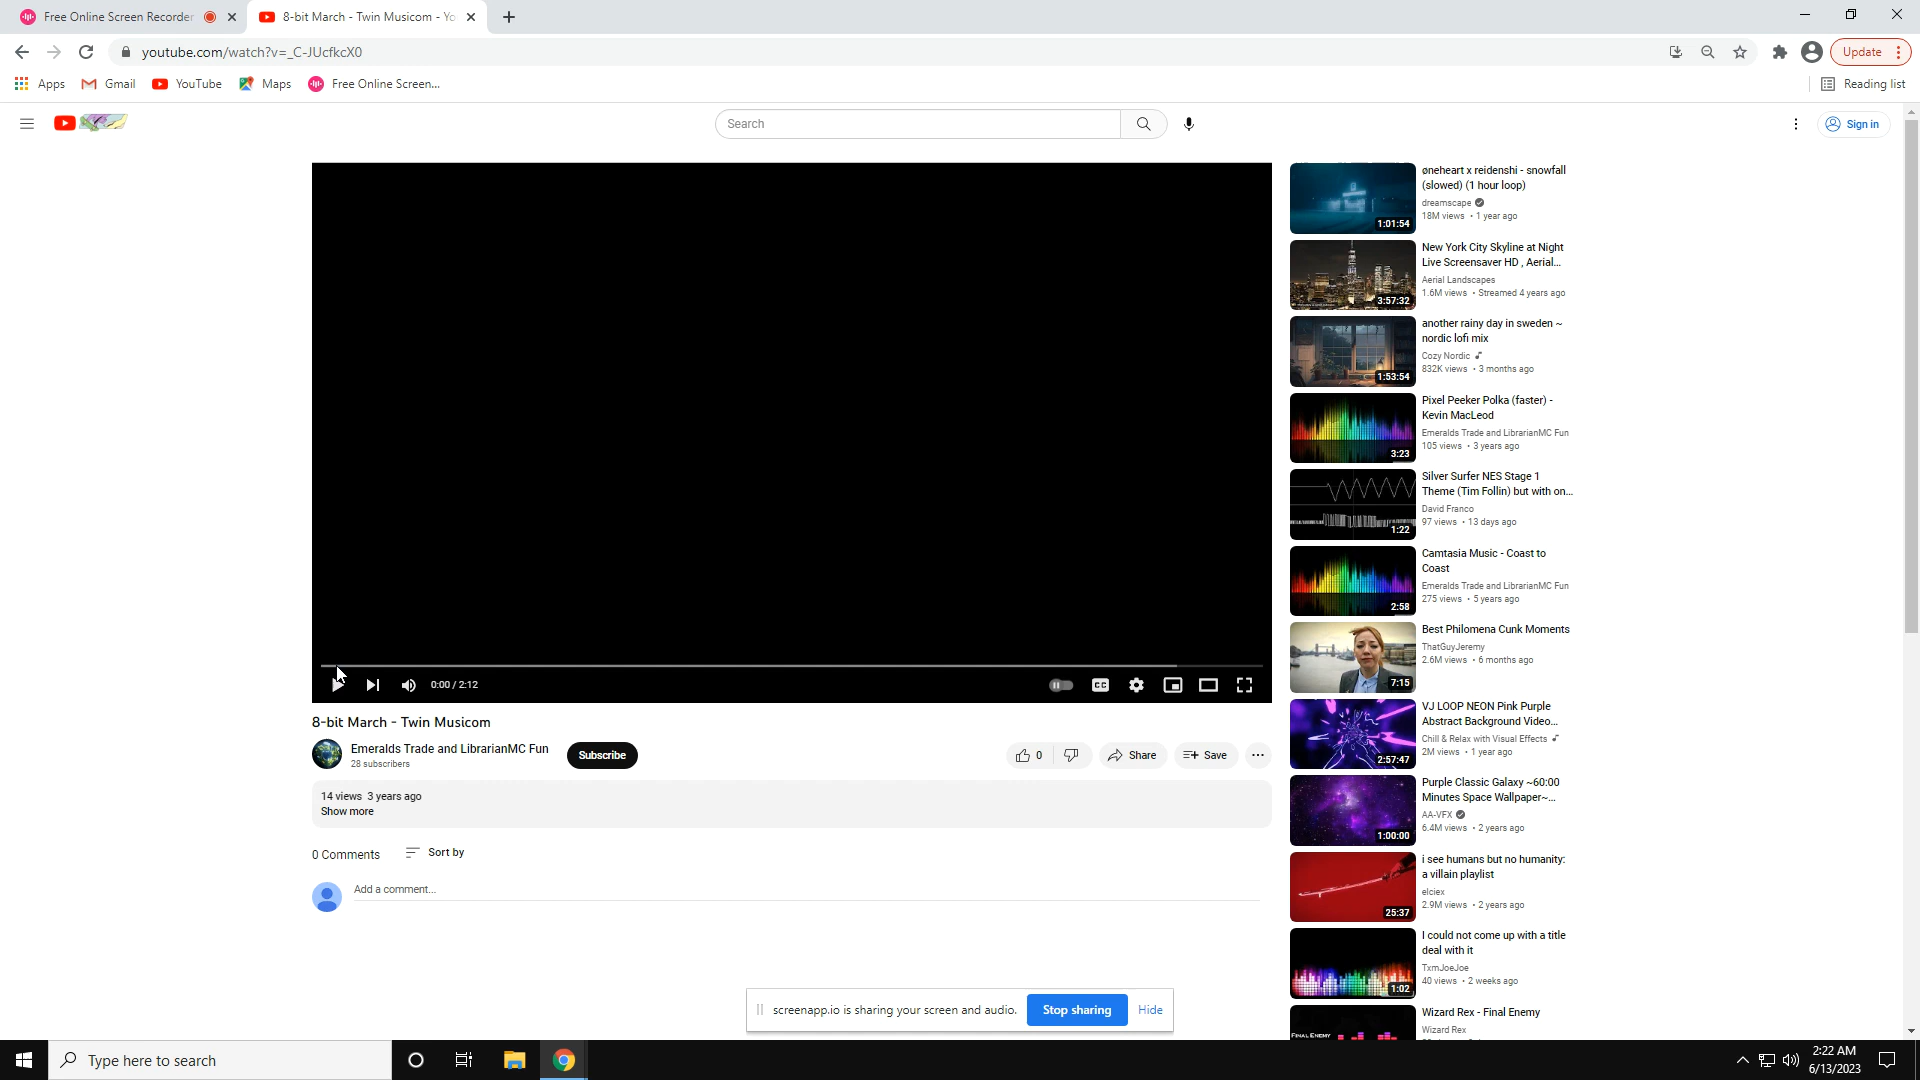 Free Online Screen Recorder
8-bit March - Twin Musicom - Yo
youtube.com/watch?v=_C-JUcfkcX0
Update
Apps
Gmail
YouTube
Maps
Free Online Screen...
Reading list
Search
Sign in
0:00 / 2:12
CC
8-bit March - Twin Musicom
Emeralds Trade and LibrarianMC Fun
28 subscribers
Subscribe
0
Share
Save
14 views 3 years ago
Show more
0 Comments
Sort by
Add a comment...
1:01:54
øneheart x reidenshi - snowfall
(slowed) (1 hour loop)
dreamscape
18M views • 1 year ago
3:57:32
New York City Skyline at Night
Live Screensaver HD , Aerial...
Aerial Landscapes
1.6M views • Streamed 4 years ago
1:53:54
another rainy day in sweden ~
nordic lofi mix
Cozy Nordic
832K views • 3 months ago
3:23
Pixel Peeker Polka (faster) -
Kevin MacLeod
Emeralds Trade and LibrarianMC Fun
105 views • 3 years ago
1:22
Silver Surfer NES Stage 1
Theme (Tim Follin) but with on...
David Franco
97 views • 13 days ago
2:58
Camtasia Music - Coast to
Coast
Emeralds Trade and LibrarianMC Fun
275 views • 5 years ago
7:15
Best Philomena Cunk Moments
ThatGuyJeremy
2.6M views • 6 months ago
2:57:47
VJ LOOP NEON Pink Purple
Abstract Background Video...
Chill & Relax with Visual Effects
2M views • 1 year ago
1:00:00
Purple Classic Galaxy ~60:00
Minutes Space Wallpaper~...
AA-VFX
6.4M views • 2 years ago
25:37
i see humans but no humanity:
a villain playlist
elciex
2.9M views • 2 years ago
1:02
I could not come up with a title
deal with it
TxmJoeJoe
40 views • 2 weeks ago
FINAL ENEMY
Wizard Rex - Final Enemy
Wizard Rex
screenapp.io is sharing your screen and audio.
Stop sharing
Hide
Type here to search
2:22 AM
6/13/2023